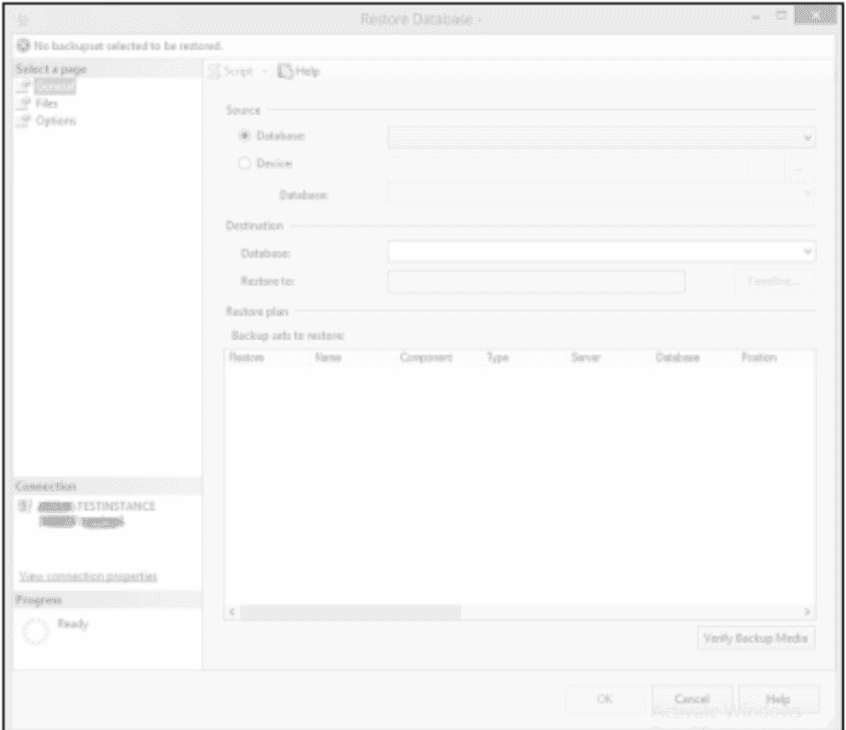 Restore Database -
No backupset selected to be restored.
Select a page
General
Files
Options
Script
Help
Source
Database:
Device:
...
Database:
Destination
Database:
Restore to:
Timeline...
Restore plan
Backup sets to restore:
Restore Name Component Type Server Database Position
Connection
TESTINSTANCE
View connection properties
Progress
Ready
Verify Backup Media
OK Cancel Help
Activate Windows